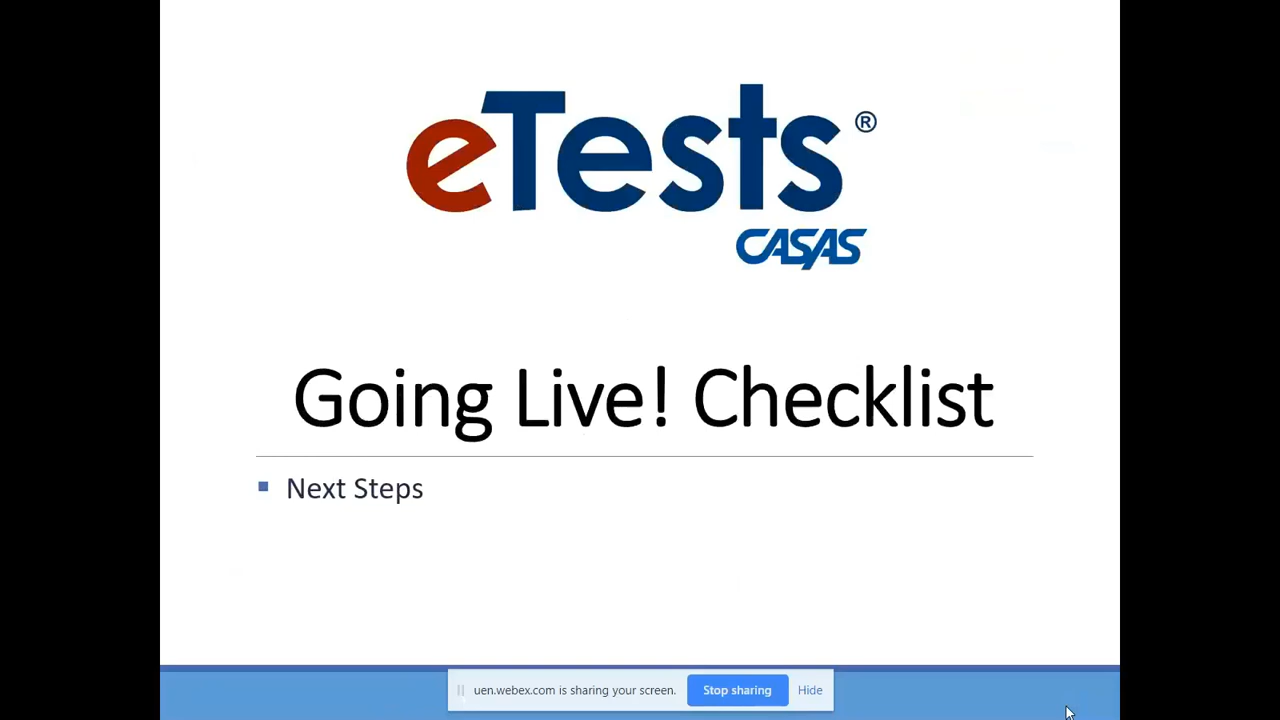 eTests®
CASAS
Going Live! Checklist
Next Steps
uen.webex.com is sharing your screen.
Stop sharing
Hide